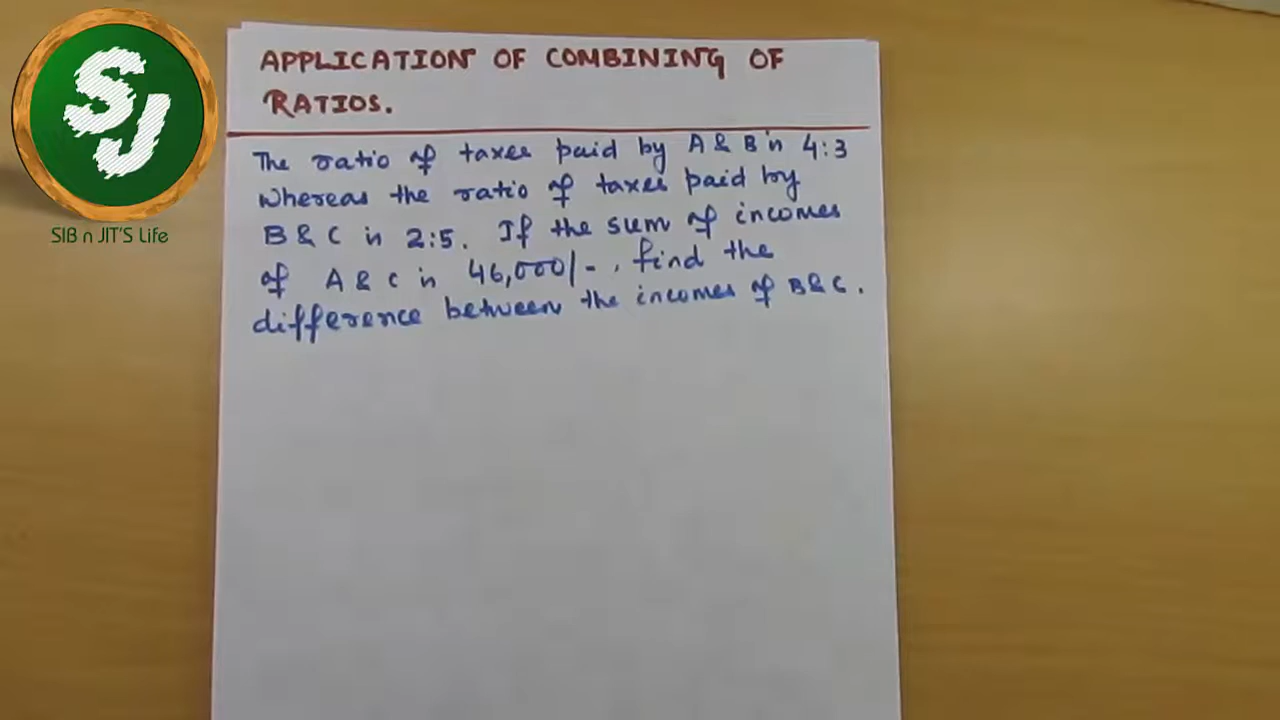 SJ
SIB n JIT'S Life
APPLICATION OF COMBINING OF
RATIOS.
The ratio of taxes paid by A & B is 4:3
whereas the ratio of taxes paid by
B & C is 2:5. If the sum of incomes
of A & C is 46,000/-, find the
difference between the incomes of B & C.